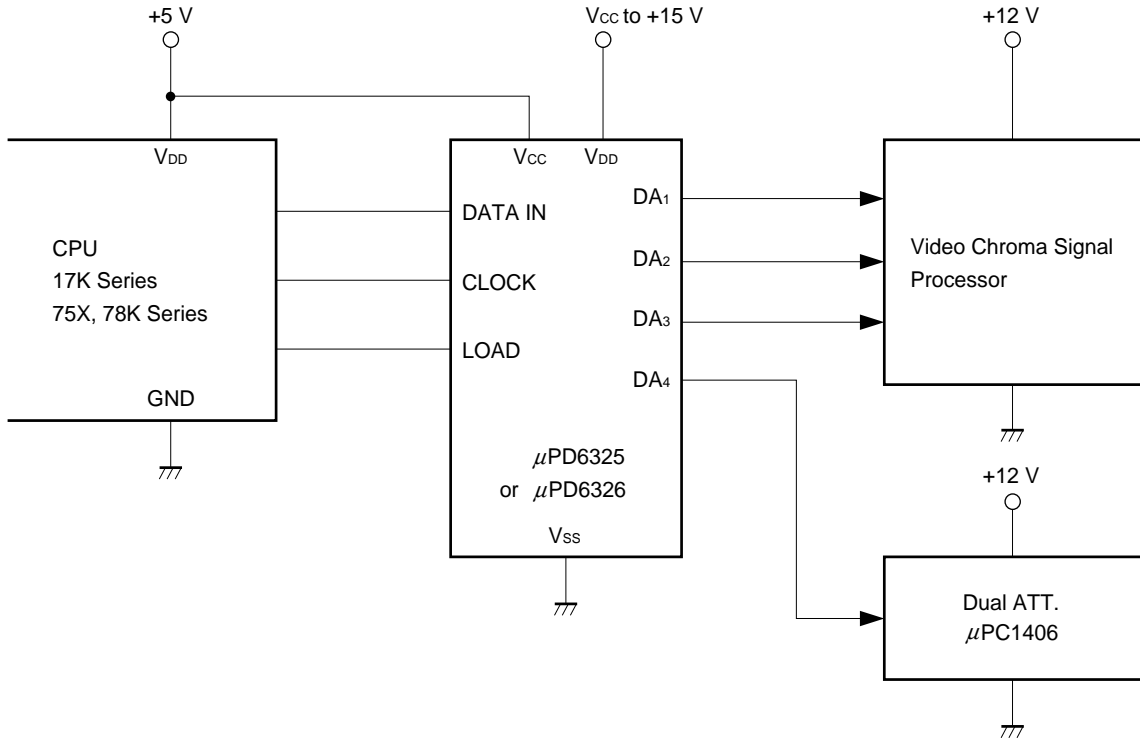 +5 V
VCC to +15 V
+12 V
VDD
VCC
VDD
CPU
17K Series
75X, 78K Series
GND
DATA IN
CLOCK
LOAD
DA1
DA2
DA3
DA4
μPD6325
or μPD6326
VSS
Video Chroma Signal
Processor
+12 V
Dual ATT.
μPC1406